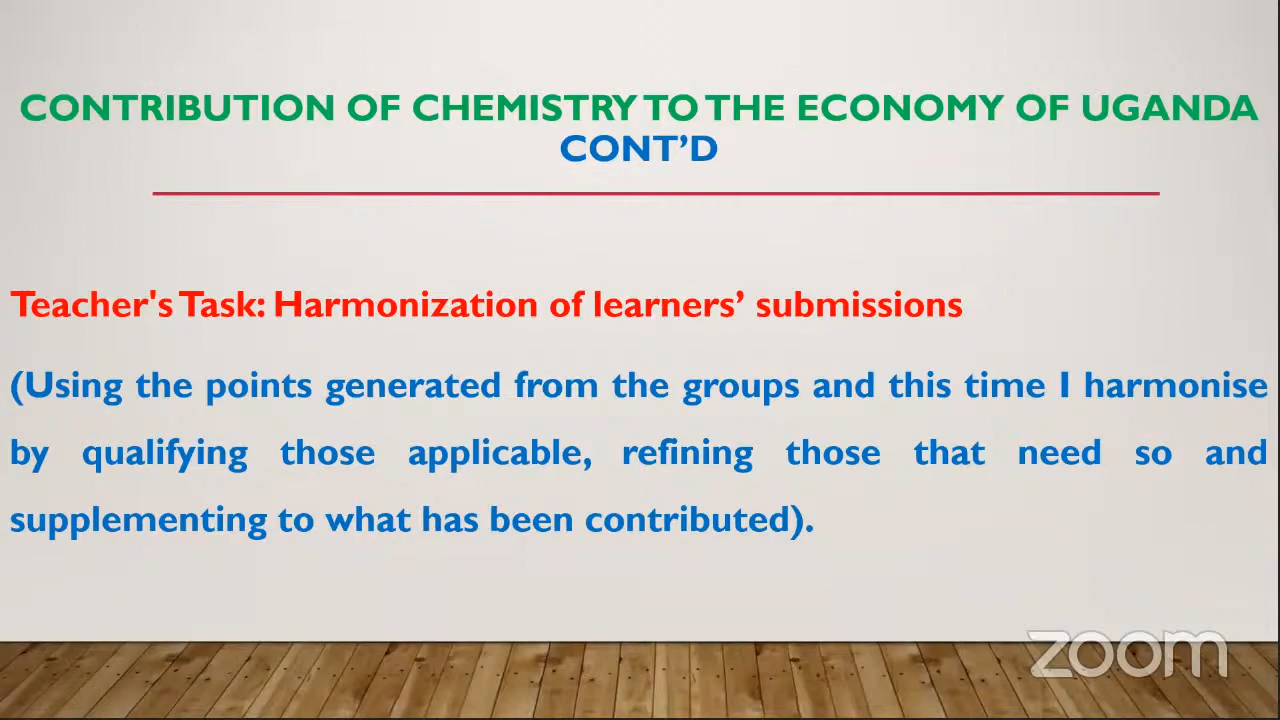 CONTRIBUTION OF CHEMISTRY TO THE ECONOMY OF UGANDA
CONT’D
Teacher's Task: Harmonization of learners’ submissions
(Using the points generated from the groups and this time I harmonise
by qualifying those applicable, refining those that need so and
supplementing to what has been contributed).
zoom